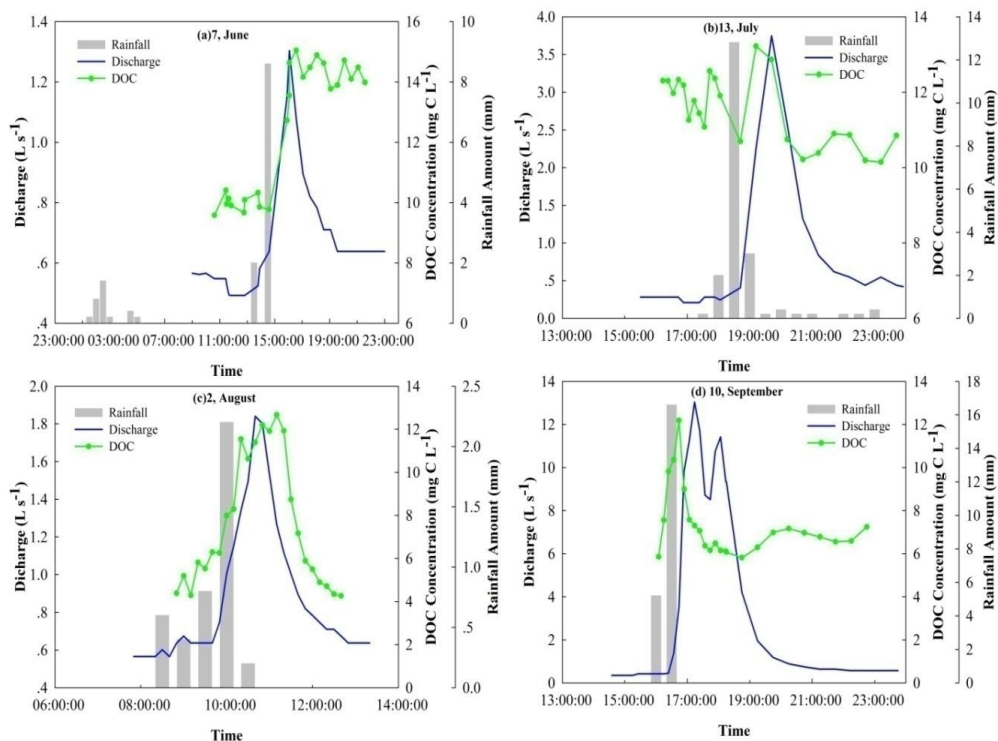 (a)7, June
Rainfall
Discharge
DOC
Dicharge (L s-1)
1.4
1.2
1.0
.8
.6
.4
DOC Concentration (mg C L-1)
16
14
12
10
8
6
Rainfall Amount (mm)
10
8
6
4
2
0
23:00:00 03:00:00 07:00:00 11:00:00 15:00:00 19:00:00 23:00:00
Time
(b)13, July
Rainfall
Discharge
DOC
Dicharge (L s-1)
4.0
3.5
3.0
2.5
2.0
1.5
1.0
.5
0.0
DOC Concentration (mg C L-1)
14
12
10
8
6
Rainfall Amount (mm)
14
12
10
8
6
4
2
0
13:00:00 15:00:00 17:00:00 19:00:00 21:00:00 23:00:00
Time
(c)2, August
Rainfall
Discharge
DOC
Dicharge (L s-1)
2.0
1.8
1.6
1.4
1.2
1.0
.8
.6
.4
DOC Concentration (mg C L-1)
14
12
10
8
6
4
2
0
Rainfall Amount (mm)
2.5
2.0
1.5
1.0
.5
0.0
06:00:00 08:00:00 10:00:00 12:00:00 14:00:00
Time
(d) 10, September
Rainfall
Discharge
DOC
Dicharge (L s-1)
14
12
10
8
6
4
2
0
DOC Concentration (mg C L-1)
14
12
10
8
6
4
2
0
Rainfall Amount (mm)
18
16
14
12
10
8
6
4
2
0
13:00:00 15:00:00 17:00:00 19:00:00 21:00:00 23:00:00
Time